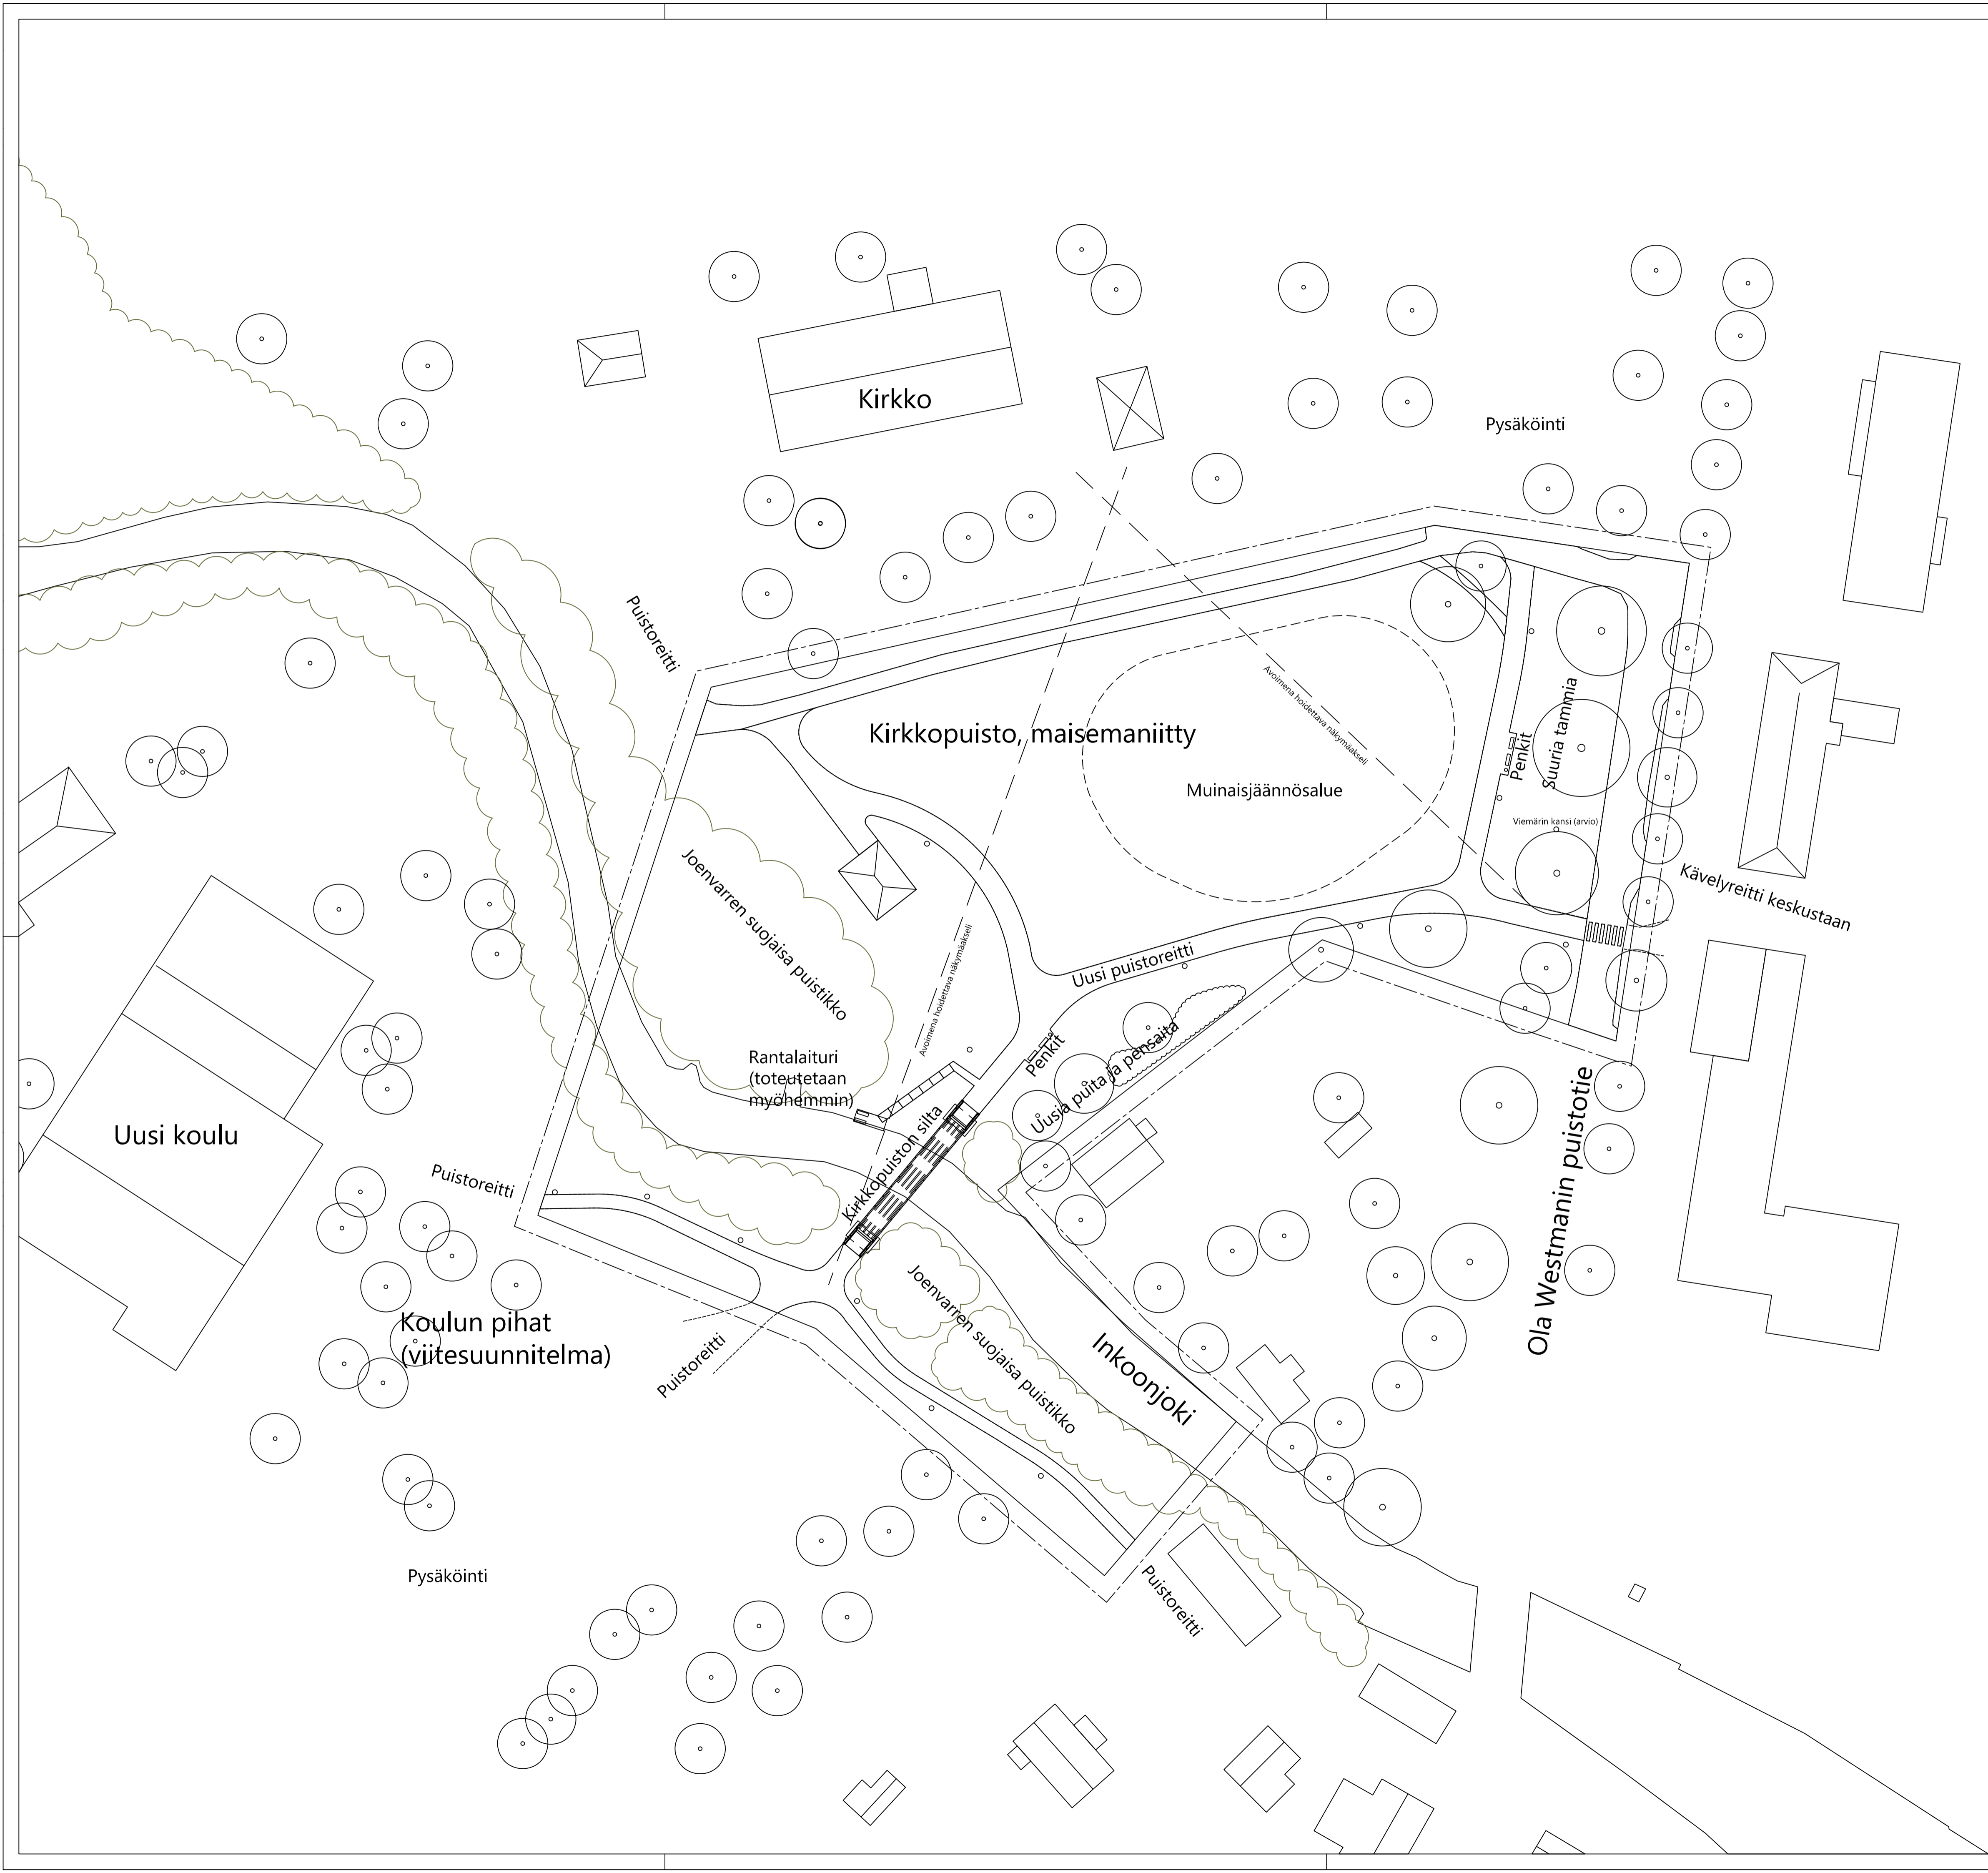 Kirkko
Pysäköinti
Puistoreitti
Kirkkopuisto, maisemaniitty
Avoimena hoidettava näkymäakseli
Muinaisjäännösalue
Penkit
Suuria tammia
Viemärin kansi (arvio)
Kävelyreitti keskustaan
Joenvarren suojaisa puistikko
Avoimena hoidettava näkymäakseli
Uusi puistoreitti
Penkit
Uusia puita ja pensaita
Rantalaituri
(toteutetaan
myöhemmin)
Kirkkopuiston silta
Uusi koulu
Puistoreitti
Ola Westmanin puistotie
Koulun pihat
(viitesuunnitelma)
Puistoreitti
Joenvarren suojaisa puistikko
Inkoonjoki
Pysäköinti
Puistoreitti